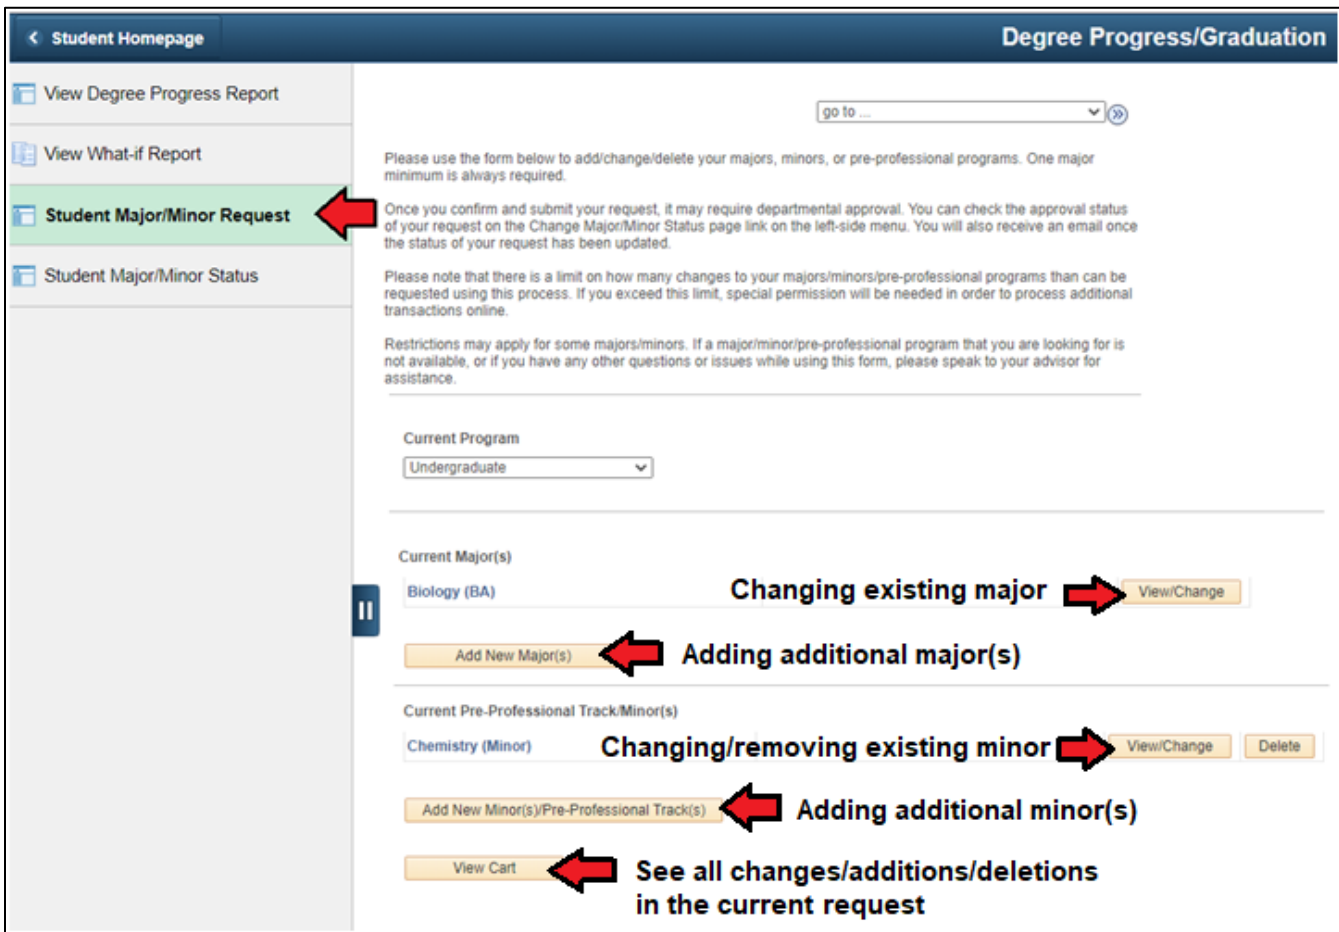 Student Homepage
Degree Progress/Graduation
View Degree Progress Report
View What-if Report
Student Major/Minor Request
Student Major/Minor Status
go to ...
Please use the form below to add/change/delete your majors, minors, or pre-professional programs. One major
minimum is always required.
Once you confirm and submit your request, it may require departmental approval. You can check the approval status
of your request on the Change Major/Minor Status page link on the left-side menu. You will also receive an email once
the status of your request has been updated.
Please note that there is a limit on how many changes to your majors/minors/pre-professional programs than can be
requested using this process. If you exceed this limit, special permission will be needed in order to process additional
transactions online.
Restrictions may apply for some majors/minors. If a major/minor/pre-professional program that you are looking for is
not available, or if you have any other questions or issues while using this form, please speak to your advisor for
assistance.
Current Program
Undergraduate
Current Major(s)
Biology (BA)
Changing existing major
View/Change
Add New Major(s)
Adding additional major(s)
Current Pre-Professional Track/Minor(s)
Chemistry (Minor)
Changing/removing existing minor
View/Change
Delete
Add New Minor(s)/Pre-Professional Track(s)
Adding additional minor(s)
View Cart
See all changes/additions/deletions
in the current request